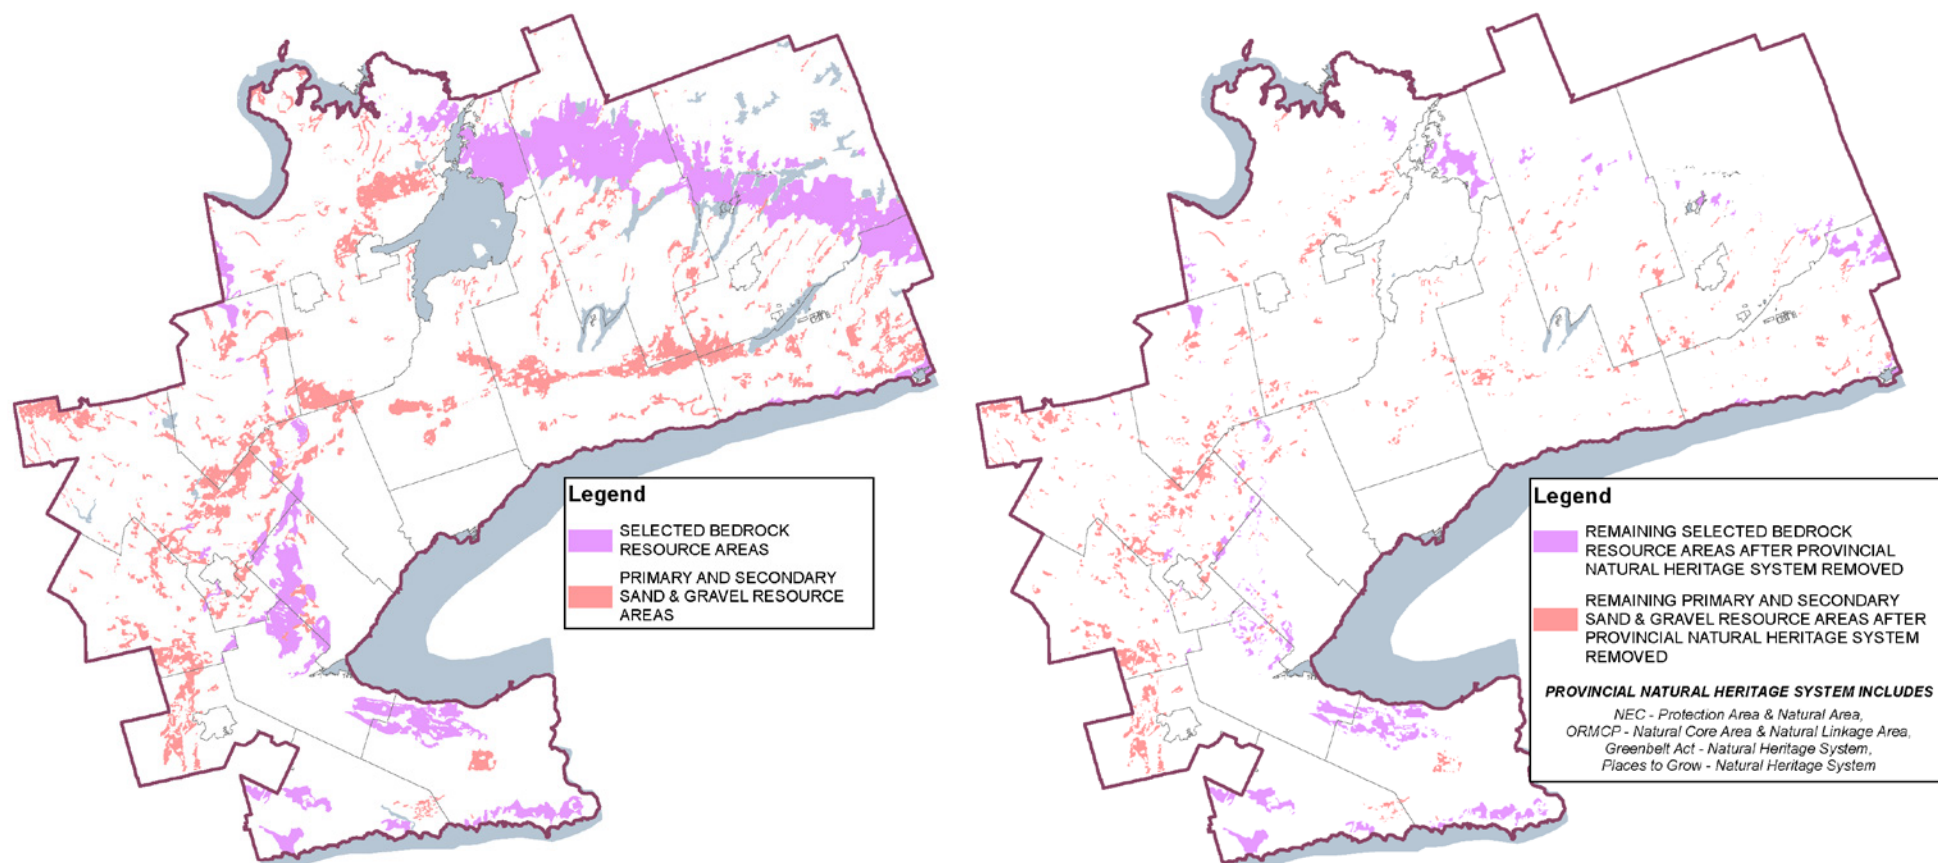 Legend
SELECTED BEDROCK
RESOURCE AREAS
PRIMARY AND SECONDARY
SAND & GRAVEL RESOURCE
AREAS
Legend
REMAINING SELECTED BEDROCK
RESOURCE AREAS AFTER PROVINCIAL
NATURAL HERITAGE SYSTEM REMOVED
REMAINING PRIMARY AND SECONDARY
SAND & GRAVEL RESOURCE AREAS AFTER
PROVINCIAL NATURAL HERITAGE SYSTEM
REMOVED
PROVINCIAL NATURAL HERITAGE SYSTEM INCLUDES
NEC - Protection Area & Natural Area,
ORMCP - Natural Core Area & Natural Linkage Area,
Greenbelt Act - Natural Heritage System,
Places to Grow - Natural Heritage System